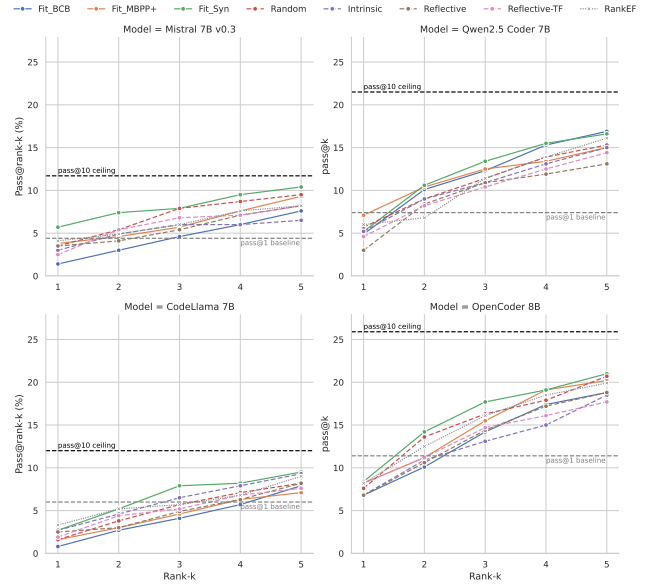 Fit_BCB Fit_MBPP+ Fit_Syn Random Intrinsic Reflective Reflective-TF RankEF
Model = Mistral 7B v0.3
Pass@rank-k (%)
25
20
15
10
5
0
pass@10 ceiling
pass@1 baseline
1 2 3 4 5
Model = Qwen2.5 Coder 7B
pass@k
25
20
15
10
5
0
pass@10 ceiling
pass@1 baseline
1 2 3 4 5
Model = CodeLlama 7B
Pass@rank-k (%)
25
20
15
10
5
0
pass@10 ceiling
pass@1 baseline
1 2 3 4 5
Rank-k
Model = OpenCoder 8B
pass@k
25
20
15
10
5
0
pass@10 ceiling
pass@1 baseline
1 2 3 4 5
Rank-k